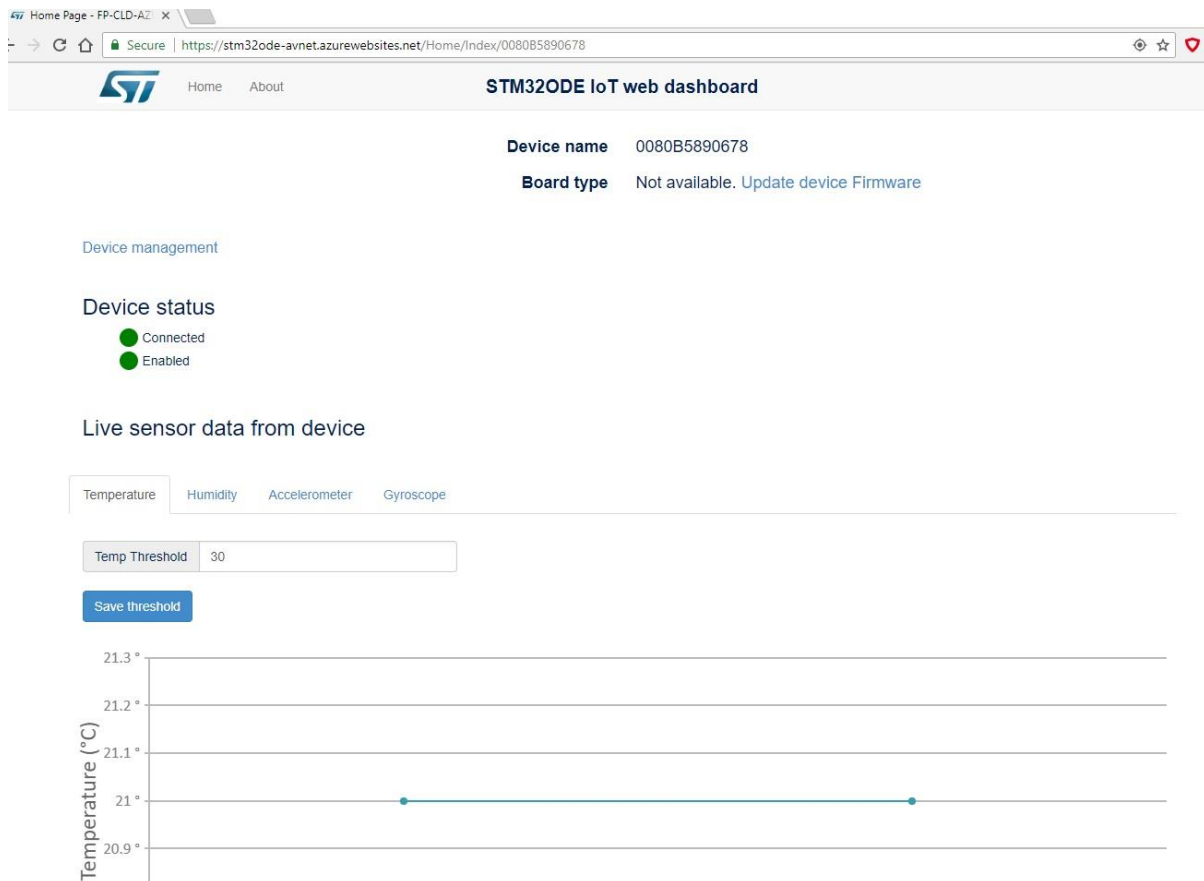 Home Page - FP-CLD-AZ
Secure | https://stm32ode-avnet.azurewebsites.net/Home/Index/0080B5890678
ST Home About STM32ODE IoT web dashboard
Device name 0080B5890678
Board type Not available. Update device Firmware
Device management
Device status
Connected
Enabled
Live sensor data from device
Temperature Humidity Accelerometer Gyroscope
Temp Threshold 30
Save threshold
21.3 °
21.2 °
21.1 °
21 °
20.9 °
Temperature (°C)